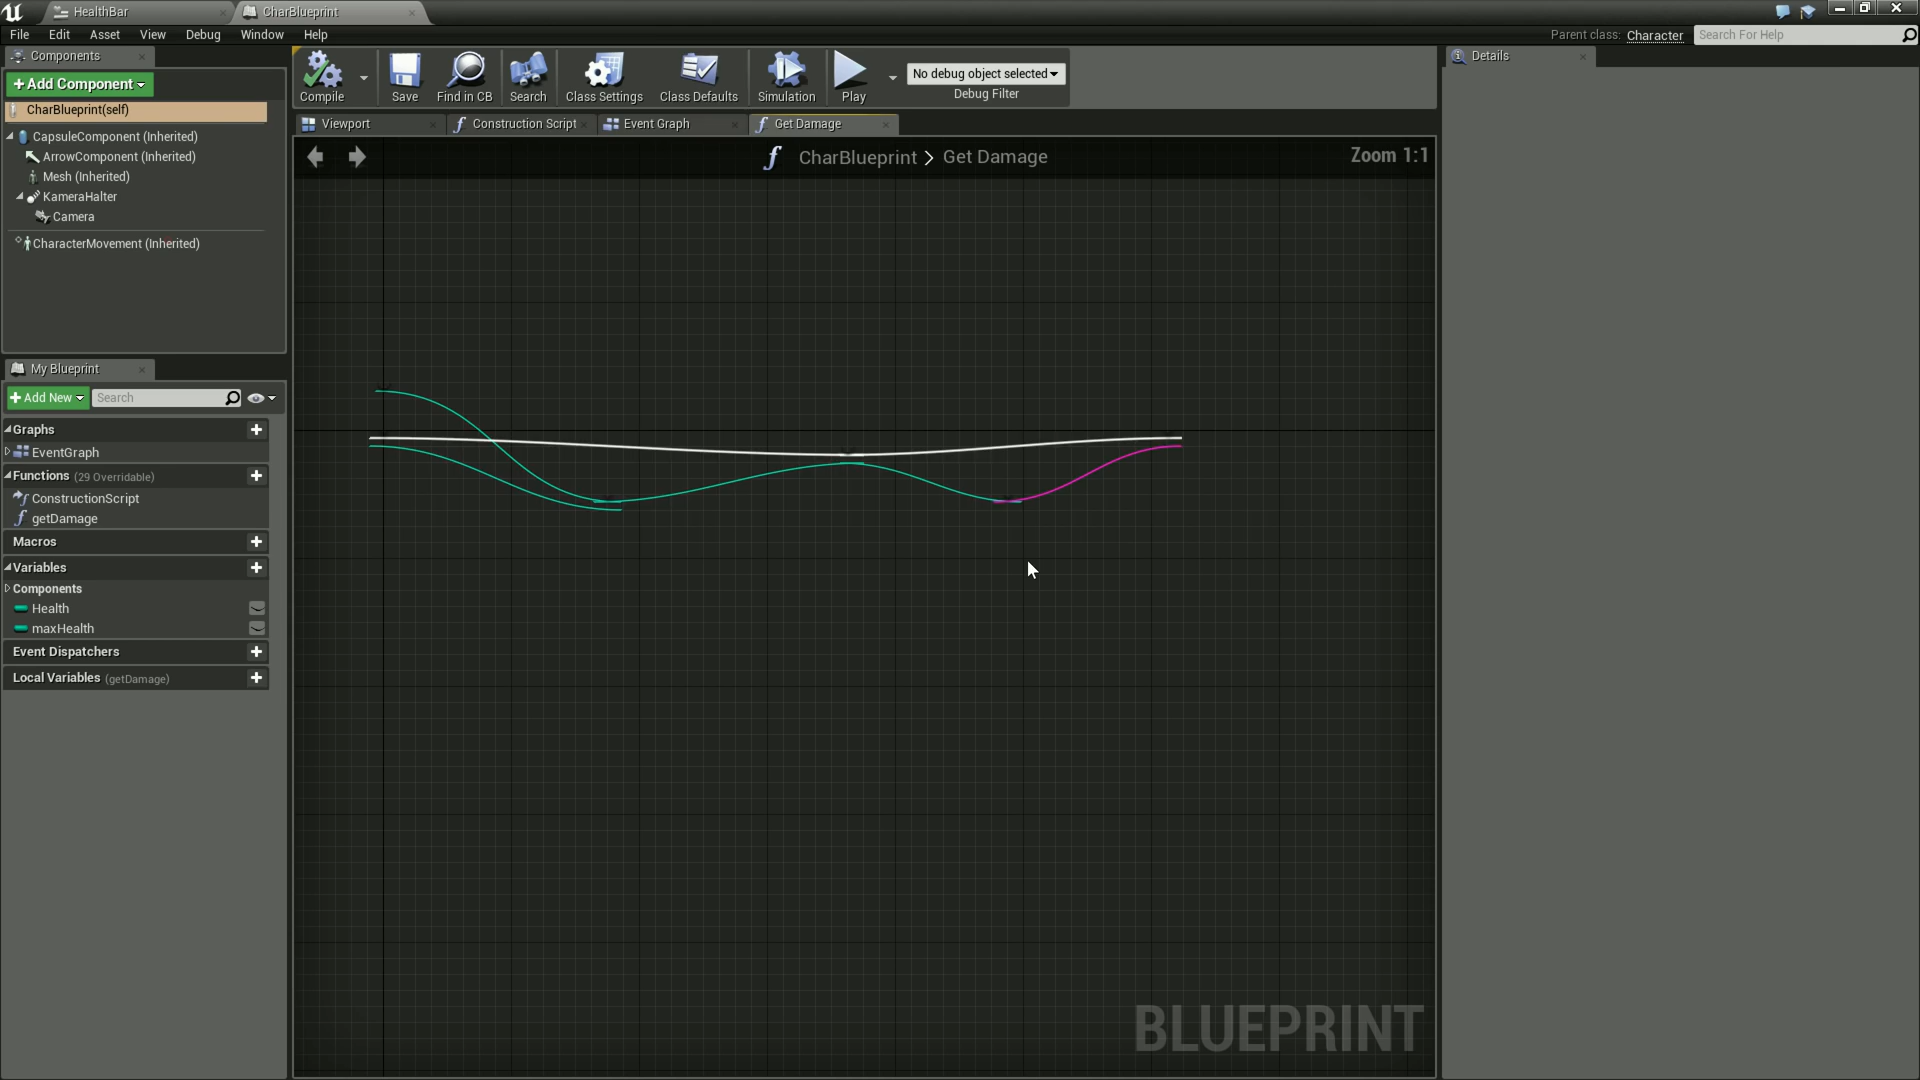 HealthBar
CharBlueprint
File Edit Asset View Debug Window Help
Parent class: Character
Search For Help
Components
Add Component
CharBlueprint(self)
CapsuleComponent (Inherited)
ArrowComponent (Inherited)
Mesh (Inherited)
KameraHalter
Camera
CharacterMovement (Inherited)
My Blueprint
Add New
Search
Graphs
EventGraph
Functions (29 Overridable)
ConstructionScript
getDamage
Macros
Variables
Components
Health
maxHealth
Event Dispatchers
Local Variables (getDamage)
Compile
Save
Find in CB
Search
Class Settings
Class Defaults
Simulation
Play
No debug object selected
Debug Filter
Viewport
Construction Script
Event Graph
Get Damage
CharBlueprint > Get Damage
Zoom 1:1
BLUEPRINT
Details